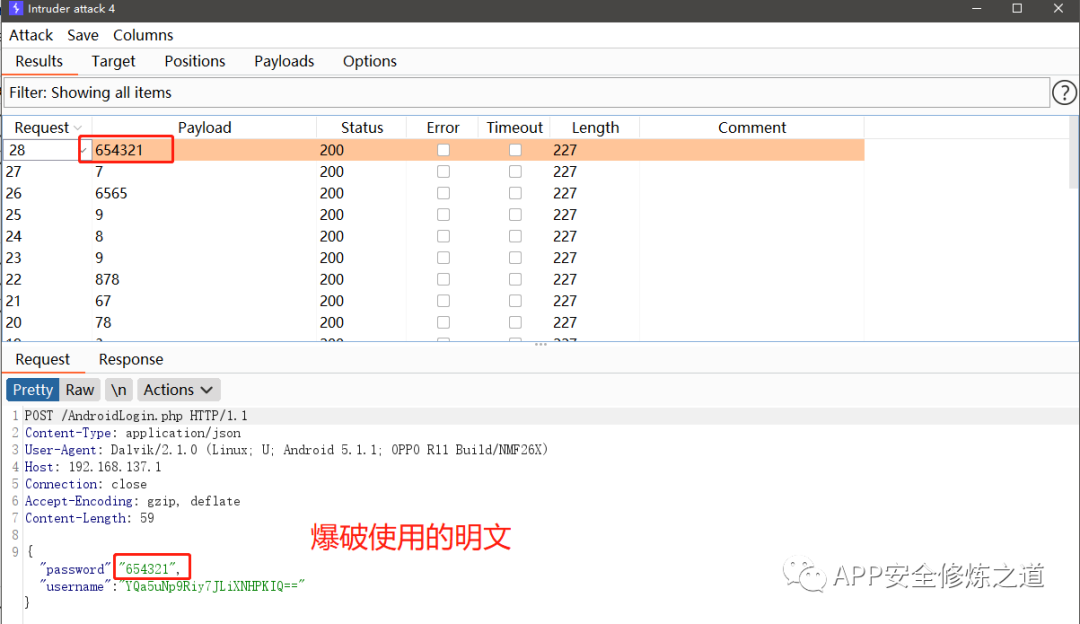 Intruder attack 4
Attack Save Columns
Results Target Positions Payloads Options
Filter: Showing all items
?
Request Payload Status Error Timeout Length Comment
28 654321 200 227
27 7 200 227
26 6565 200 227
25 9 200 227
24 8 200 227
23 9 200 227
22 878 200 227
21 67 200 227
20 78 200 227
Request Response
Pretty Raw \n Actions
1 POST /AndroidLogin.php HTTP/1.1
2 Content-Type: application/json
3 User-Agent: Dalvik/2.1.0 (Linux; U; Android 5.1.1; OPPO R11 Build/NMF26X)
4 Host: 192.168.137.1
5 Connection: close
6 Accept-Encoding: gzip, deflate
7 Content-Length: 59
8
9 {
"password" "654321",
"username":"YQa5uNp9Riy7JLiXNHPKIQ=="
}
爆破使用的明文
APP安全修炼之道